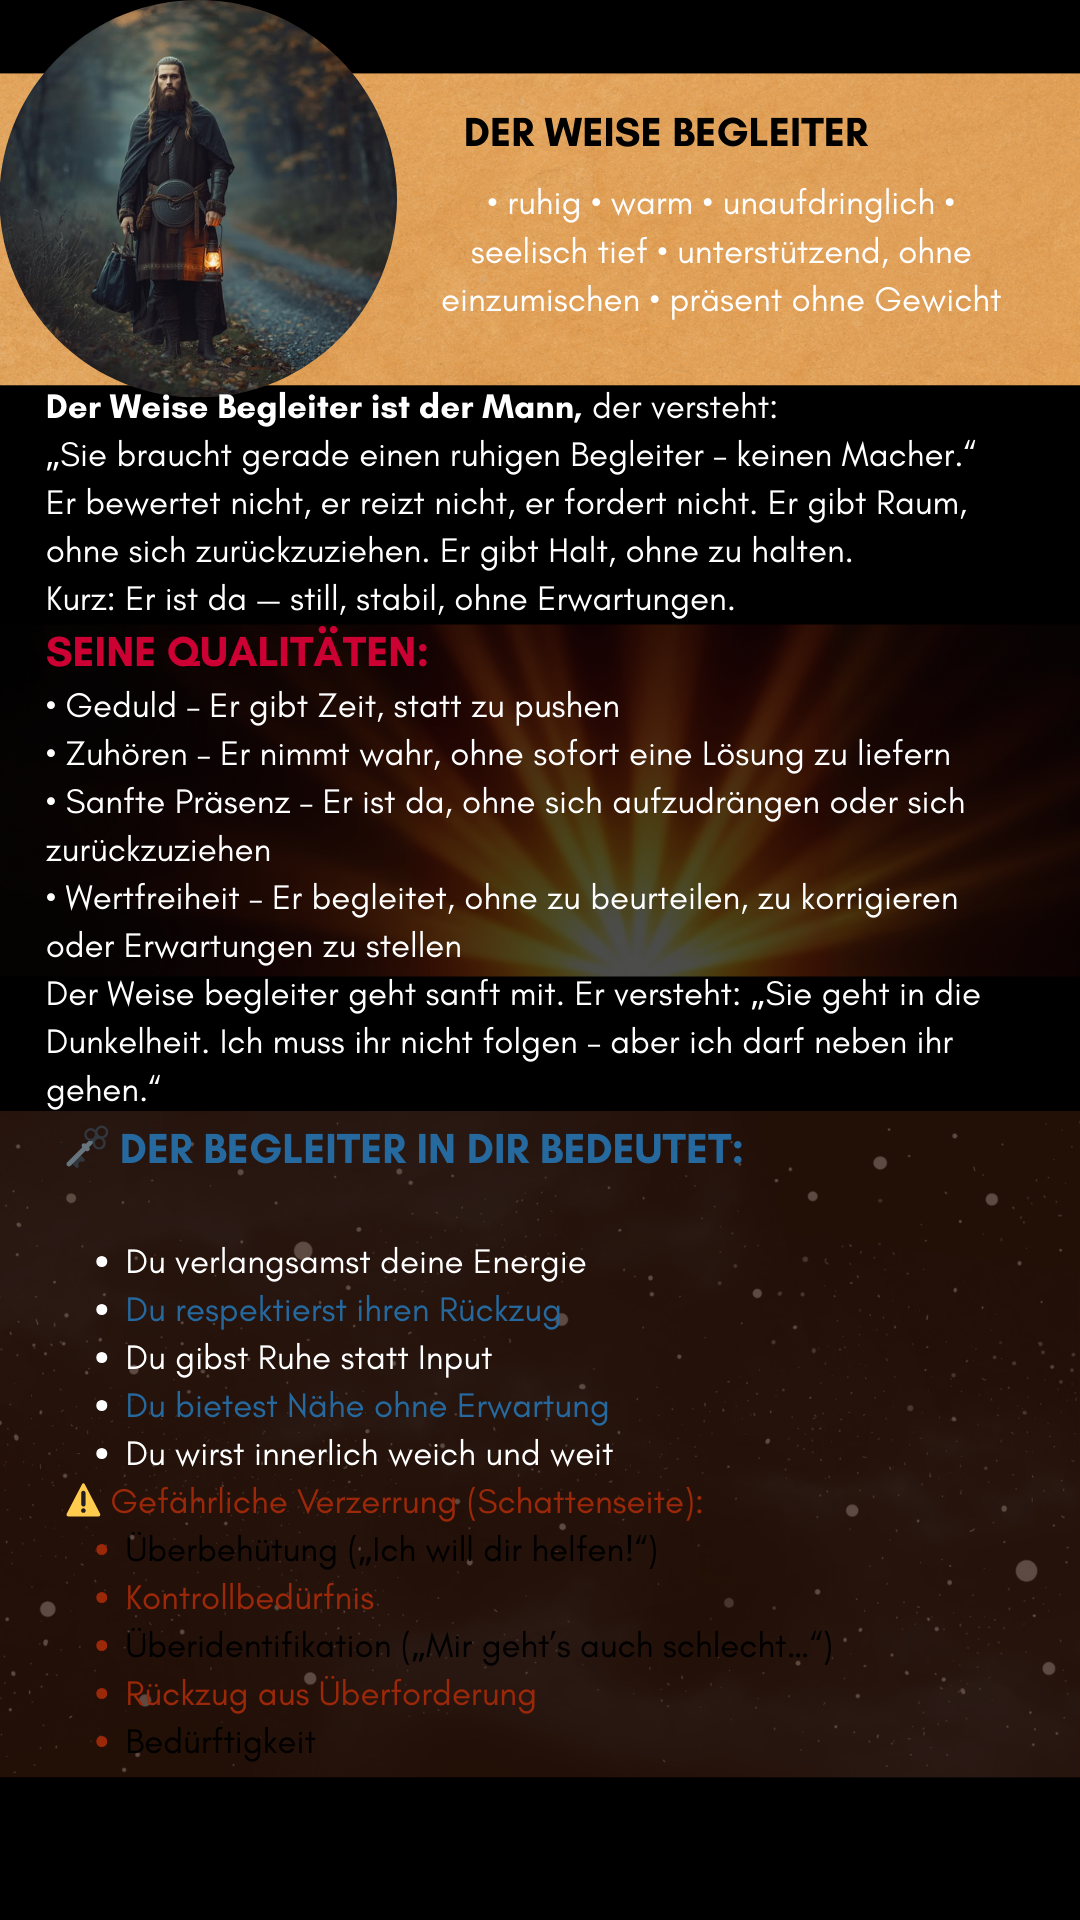 DER WEISE BEGLEITER
• ruhig • warm • unaufdringlich •
seelisch tief • unterstützend, ohne
einzumischen • präsent ohne Gewicht
Der Weise Begleiter ist der Mann, der versteht:
„Sie braucht gerade einen ruhigen Begleiter – keinen Macher.“
Er bewertet nicht, er reizt nicht, er fordert nicht. Er gibt Raum,
ohne sich zurückzuziehen. Er gibt Halt, ohne zu halten.
Kurz: Er ist da — still, stabil, ohne Erwartungen.
SEINE QUALITÄTEN:
• Geduld – Er gibt Zeit, statt zu pushen
• Zuhören – Er nimmt wahr, ohne sofort eine Lösung zu liefern
• Sanfte Präsenz – Er ist da, ohne sich aufzudrängen oder sich
zurückzuziehen
• Wertfreiheit – Er begleitet, ohne zu beurteilen, zu korrigieren
oder Erwartungen zu stellen
Der Weise begleiter geht sanft mit. Er versteht: „Sie geht in die
Dunkelheit. Ich muss ihr nicht folgen – aber ich darf neben ihr
gehen.“
🗝 DER BEGLEITER IN DIR BEDEUTET:
• Du verlangsamst deine Energie
• Du respektierst ihren Rückzug
• Du gibst Ruhe statt Input
• Du bietest Nähe ohne Erwartung
• Du wirst innerlich weich und weit
⚠️ Gefährliche Verzerrung (Schattenseite):
• Überbehütung („Ich will dir helfen!“)
• Kontrollbedürfnis
• Überidentifikation („Mir geht’s auch schlecht…“)
• Rückzug aus Überforderung
• Bedürftigkeit